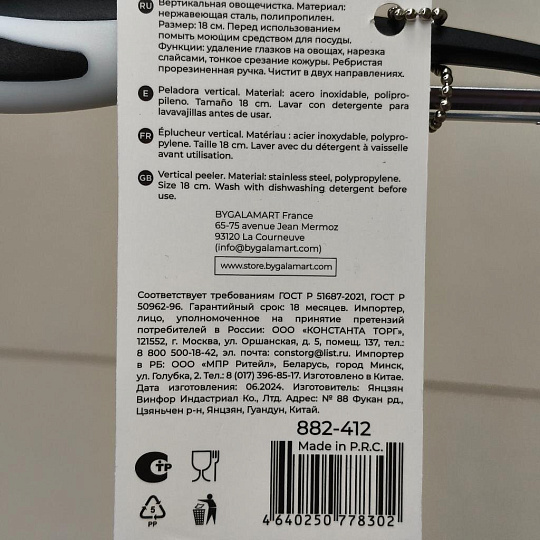 RU Вертикальная овощечистка. Материал:
нержавеющая сталь, полипропилен.
Размер: 18 см. Перед использованием
помыть моющим средством для посуды.
Функции: удаление глазков на овощах, нарезка
слайсами, тонкое срезание кожуры. Ребристая
прорезиненная ручка. Чистит в двух направлениях.
E Peladora vertical. Material: acero inoxidable, polipro-
pileno. Tamaño 18 cm. Lavar con detergente para
lavavajillas antes de usar.
FR Éplucheur vertical. Matériau : acier inoxydable, polypro-
pylene. Taille 18 cm. Laver avec du détergent à vaisselle
avant utilisation.
GB Vertical peeler. Material: stainless steel, polypropylene.
Size 18 cm. Wash with dishwashing detergent before
use.
BYGALAMART France
65-75 avenue Jean Mermoz
93120 La Courneuve
(info@bygalamart.com)
www.store.bygalamart.com
Соответствует требованиям ГОСТ Р 51687-2021, ГОСТ Р
50962-96. Гарантийный срок: 18 месяцев. Импортер,
лицо, уполномоченное на принятие претензий
потребителей в России: ООО «КОНСТАНТА ТОРГ»,
121552, г. Москва, ул. Оршанская, д. 5, помещ. 137, тел.:
8 800 500-18-42, эл. почта: constorg@list.ru. Импортер
в РБ: ООО «МПР Ритейл», Беларусь, город Минск,
ул. Голубка, 2. Тел.: 8 (017) 396-85-17. Изготовлено в Китае.
Дата изготовления: 06.2024. Изготовитель: Янцзян
Винфор Индастриал Ко., Лтд. Адрес: № 88 Фукан рд.,
Цзяньчен р-н, Янцзян, Гуандун, Китай.
882-412
Made in P.R.C.
СТР
5
PP
4 640250 778302